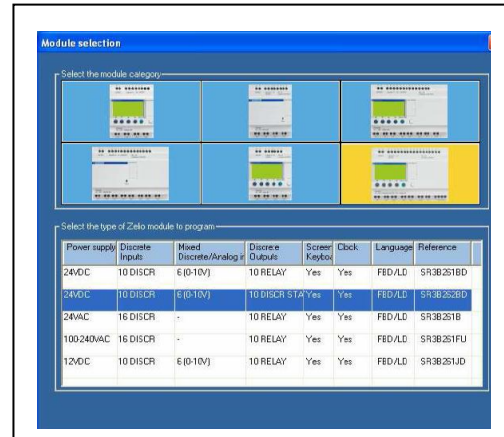 Module selection
Select the module category
Select the type of Zelio module to program
Power supply Discrete Inputs Mixed Discrete/Analog in Discrete Outputs Screen Keyboa Clock Language Reference
24VDC 10 DISCR 6 (0-10V) 10 RELAY Yes Yes FBD/LD SR3B261BD
24VDC 10 DISCR 6 (0-10V) 10 DISCR STA Yes Yes FBD/LD SR3B262BD
24VAC 16 DISCR - 10 RELAY Yes Yes FBD/LD SR3B261B
100-240VAC 16 DISCR - 10 RELAY Yes Yes FBD/LD SR3B261FU
12VDC 10 DISCR 6 (0-10V) 10 RELAY Yes Yes FBD/LD SR3B261JD